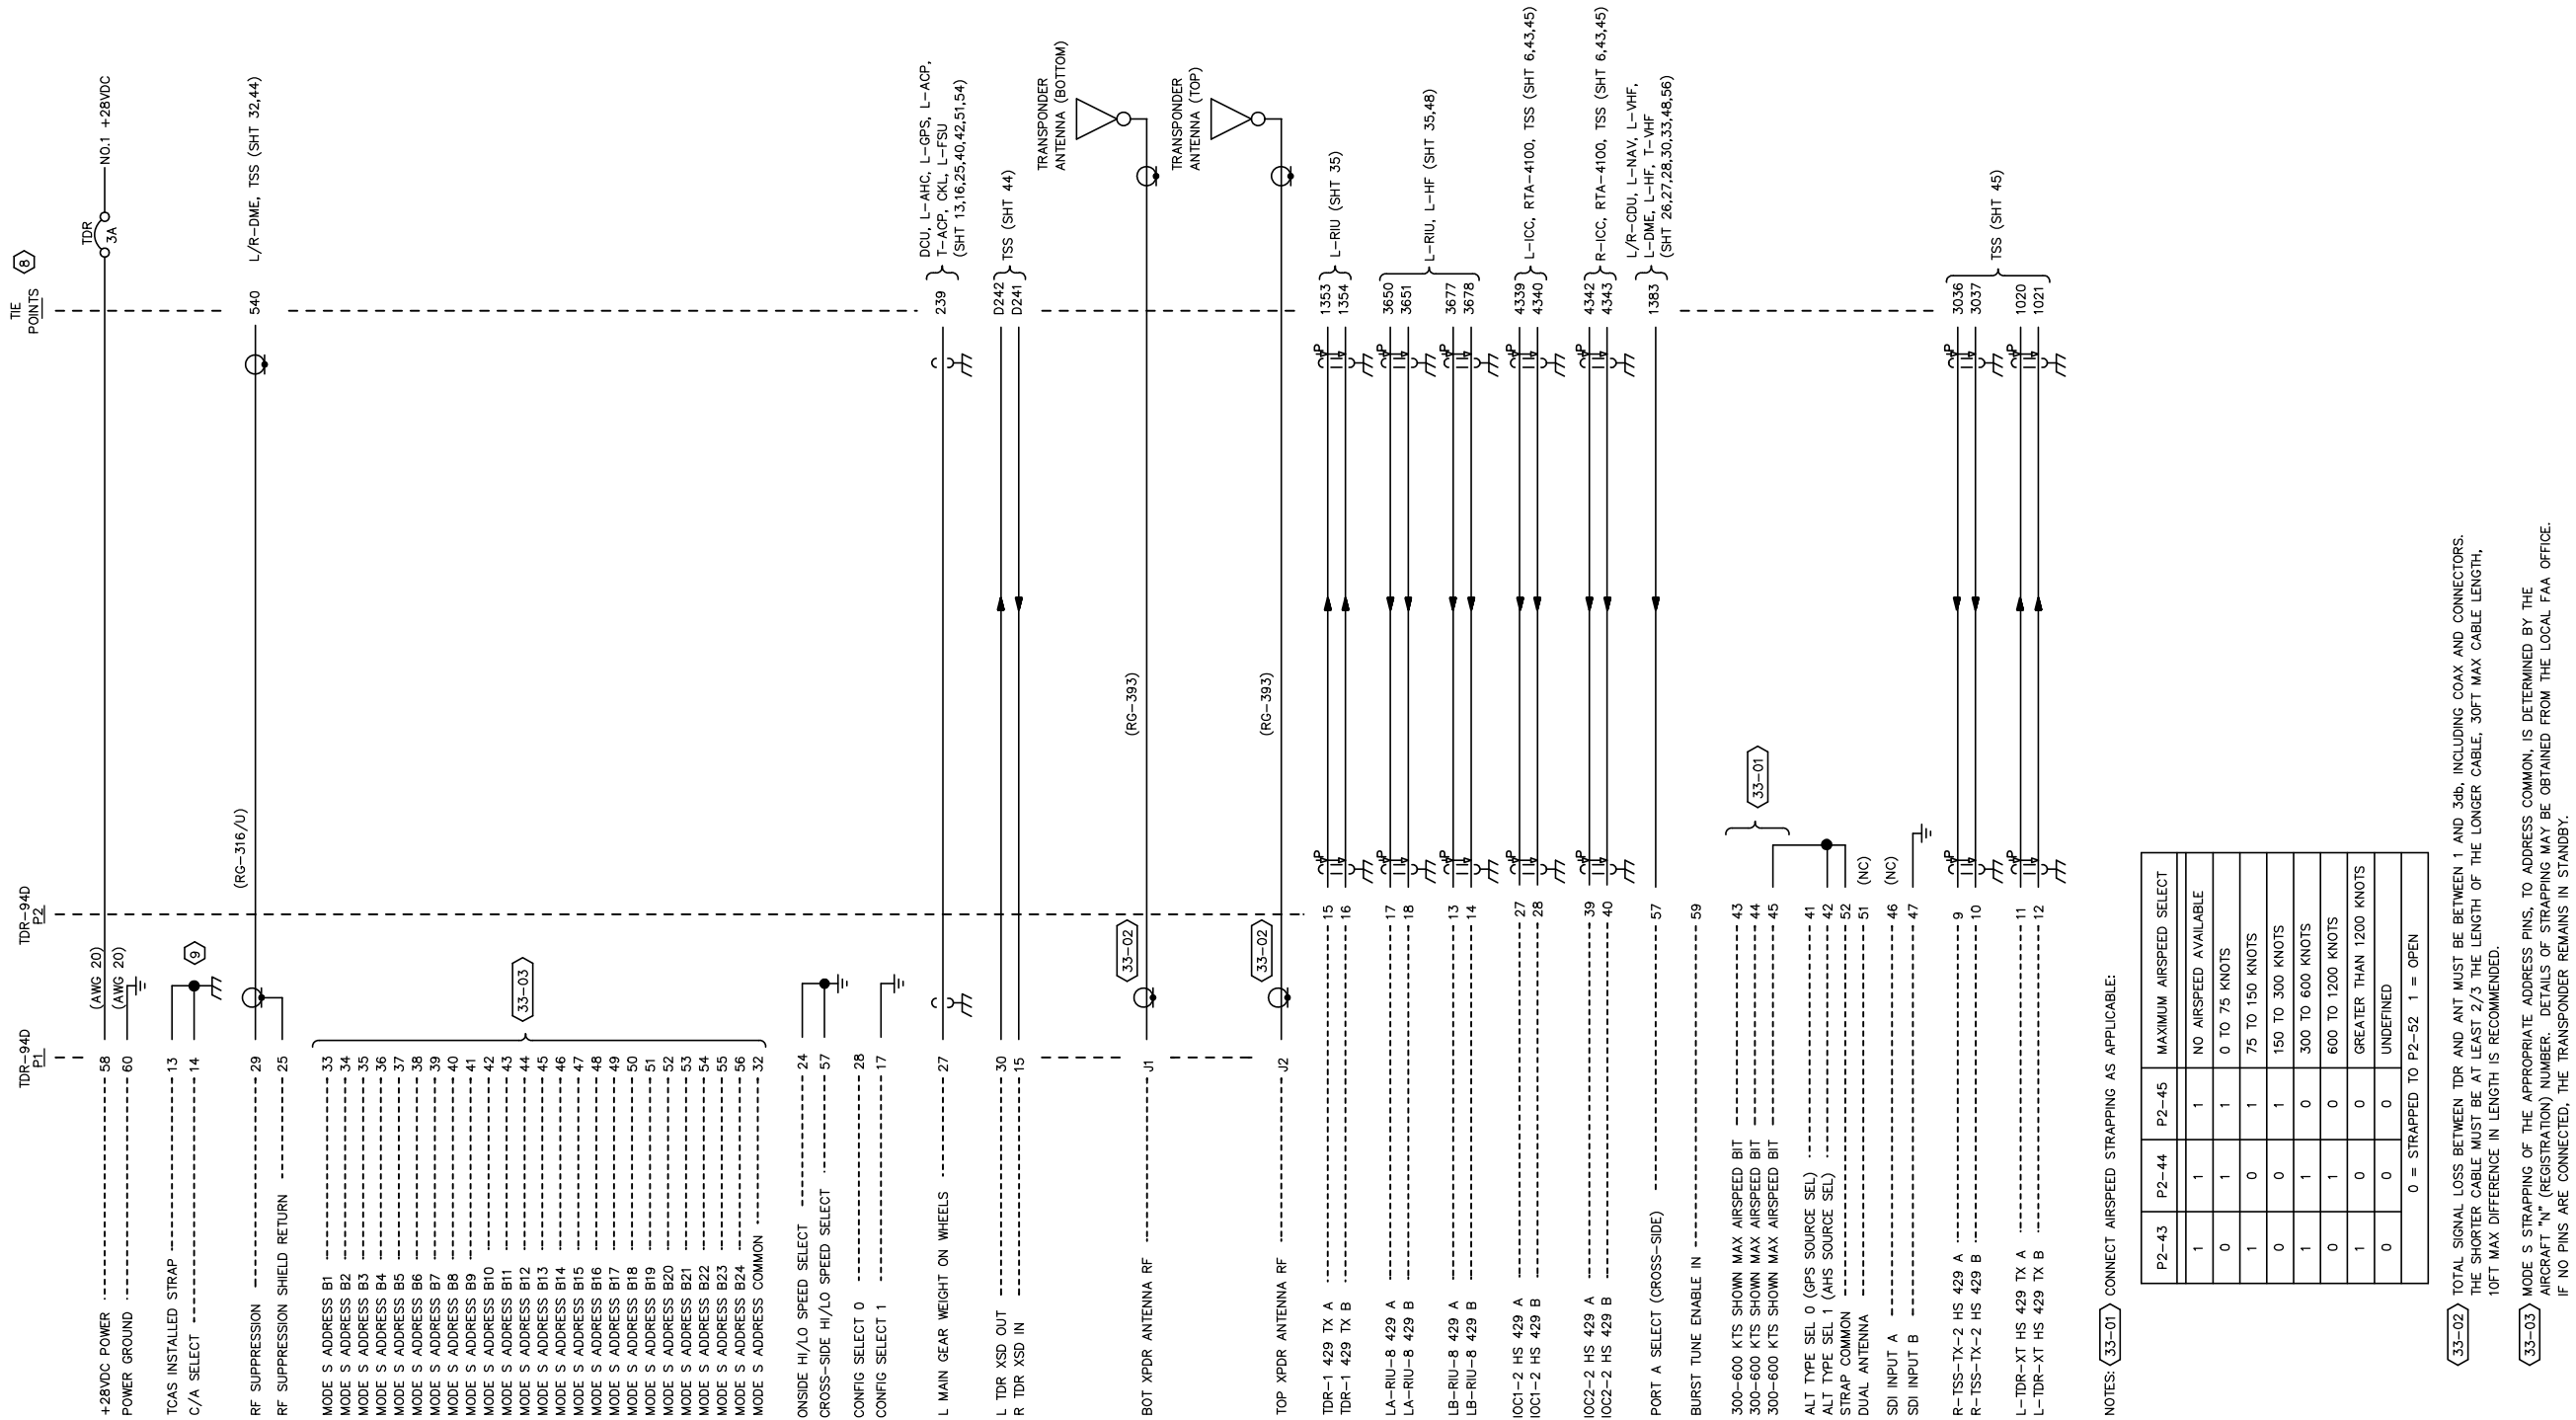 TIE
POINTS 8
TDR-94D
P1
TDR-94D
P2
+28VDC POWER 58 (AWG 20) TDR 3A NO.1 +28VDC
POWER GROUND 60 (AWG 20)
TCAS INSTALLED STRAP 13
C/A SELECT 14 9
RF SUPPRESSION 29 (RG-316/U) 540 L/R-DME, TSS (SHT 32,44)
RF SUPPRESSION SHIELD RETURN 25
MODE S ADDRESS B1 33
MODE S ADDRESS B2 34
MODE S ADDRESS B3 35
MODE S ADDRESS B4 36
MODE S ADDRESS B5 37
MODE S ADDRESS B6 38
MODE S ADDRESS B7 39
MODE S ADDRESS B8 40
MODE S ADDRESS B9 41
MODE S ADDRESS B10 42
MODE S ADDRESS B11 43
MODE S ADDRESS B12 44
MODE S ADDRESS B13 45
MODE S ADDRESS B14 46
MODE S ADDRESS B15 47
MODE S ADDRESS B16 48
MODE S ADDRESS B17 49
MODE S ADDRESS B18 50
MODE S ADDRESS B19 51
MODE S ADDRESS B20 52
MODE S ADDRESS B21 53
MODE S ADDRESS B22 54
MODE S ADDRESS B23 55
MODE S ADDRESS B24 56
MODE S ADDRESS COMMON 32
33-03
ONSIDE HI/LO SPEED SELECT 24
CROSS-SIDE HI/LO SPEED SELECT 57
CONFIG SELECT 0 28
CONFIG SELECT 1 17
L MAIN GEAR WEIGHT ON WHEELS 27 239
DCU, L-AHC, L-GPS, L-ACP,
T-ACP, CKL, L-FSU
(SHT 13,16,25,40,42,51,54)
L TDR XSD OUT 30 D242
R TDR XSD IN 15 D241
TSS (SHT 44)
BOT XPDR ANTENNA RF J1 33-02 (RG-393)
TRANSPONDER
ANTENNA (BOTTOM)
TOP XPDR ANTENNA RF J2 33-02 (RG-393)
TRANSPONDER
ANTENNA (TOP)
TDR-1 429 TX A 15 P P 1353
TDR-1 429 TX B 16 1354
L-RIU (SHT 35)
LA-RIU-8 429 A 17 P P 3650
LA-RIU-8 429 B 18 3651
LB-RIU-8 429 A 13 P P 3677
LB-RIU-8 429 B 14 3678
L-RIU, L-HF (SHT 35,48)
IOC1-2 HS 429 A 27 P P 4339
IOC1-2 HS 429 B 28 4340
L-ICC, RTA-4100, TSS (SHT 6,43,45)
IOC2-2 HS 429 A 39 P P 4342
IOC2-2 HS 429 B 40 4343
R-ICC, RTA-4100, TSS (SHT 6,43,45)
PORT A SELECT (CROSS-SIDE) 57 1383
L/R-CDU, L-NAV, L-VHF,
L-DME, L-HF, T-VHF
(SHT 26,27,28,30,33,48,56)
BURST TUNE ENABLE IN 59
300-600 KTS SHOWN MAX AIRSPEED BIT 43
300-600 KTS SHOWN MAX AIRSPEED BIT 44
300-600 KTS SHOWN MAX AIRSPEED BIT 45
33-01
ALT TYPE SEL 0 (GPS SOURCE SEL) 41
ALT TYPE SEL 1 (AHS SOURCE SEL) 42
STRAP COMMON 52
DUAL ANTENNA 51 (NC)
SDI INPUT A 46 (NC)
SDI INPUT B 47
R-TSS-TX-2 HS 429 A 9 P P 3036
R-TSS-TX-2 HS 429 B 10 3037
L-TDR-XT HS 429 TX A 11 P P 1020
L-TDR-XT HS 429 TX B 12 1021
TSS (SHT 45)
NOTES: 33-01 CONNECT AIRSPEED STRAPPING AS APPLICABLE:
P2-43 P2-44 P2-45 MAXIMUM AIRSPEED SELECT
1 1 1 NO AIRSPEED AVAILABLE
0 1 1 0 TO 75 KNOTS
1 0 1 75 TO 150 KNOTS
0 0 1 150 TO 300 KNOTS
1 1 0 300 TO 600 KNOTS
0 1 0 600 TO 1200 KNOTS
1 0 0 GREATER THAN 1200 KNOTS
0 0 0 UNDEFINED
0 = STRAPPED TO P2-52 1 = OPEN
33-02 TOTAL SIGNAL LOSS BETWEEN TDR AND ANT MUST BE BETWEEN 1 AND 3db, INCLUDING COAX AND CONNECTORS.
THE SHORTER CABLE MUST BE AT LEAST 2/3 THE LENGTH OF THE LONGER CABLE, 30FT MAX CABLE LENGTH,
10FT MAX DIFFERENCE IN LENGTH IS RECOMMENDED.
33-03 MODE S STRAPPING OF THE APPROPRIATE ADDRESS PINS, TO ADDRESS COMMON, IS DETERMINED BY THE
AIRCRAFT "N" (REGISTRATION) NUMBER. DETAILS OF STRAPPING MAY BE OBTAINED FROM THE LOCAL FAA OFFICE.
IF NO PINS ARE CONNECTED, THE TRANSPONDER REMAINS IN STANDBY.